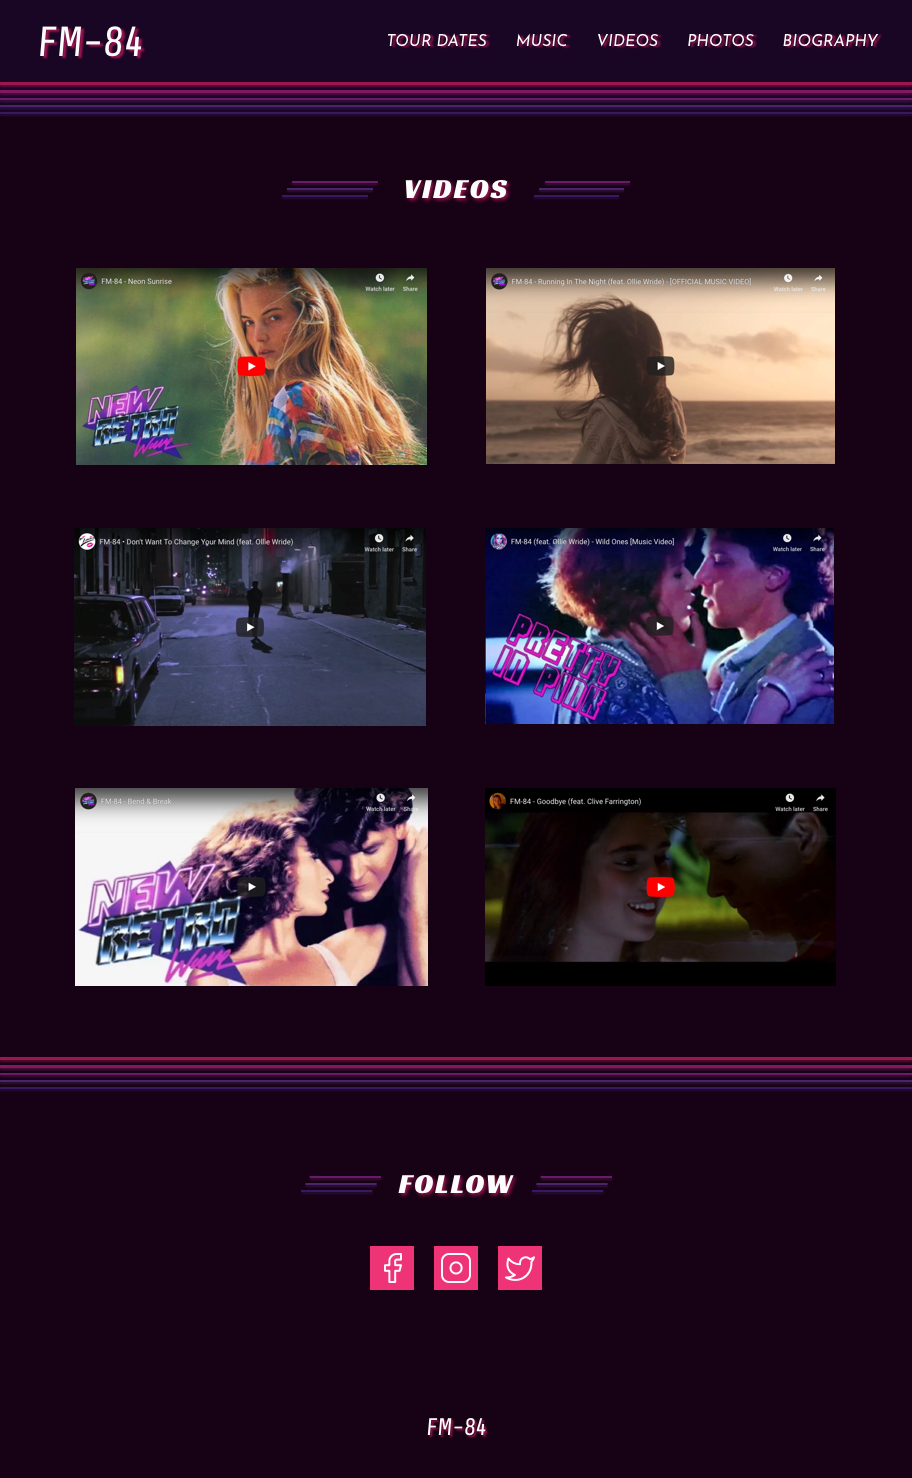 FM-84
TOUR DATES MUSIC VIDEOS PHOTOS BIOGRAPHY
VIDEOS
FM-84 - Neon Sunrise
Watch later Share
NEW
RETRO
Wave
FM-84 - Running In The Night (feat. Ollie Wride) - [OFFICIAL MUSIC VIDEO]
Watch later Share
FM-84 • Don't Want To Change Your Mind (feat. Ollie Wride)
Watch later Share
FM-84 (feat. Ollie Wride) - Wild Ones [Music Video]
Watch later Share
PRETTY
IN PINK
FM-84 - Bend & Break
Watch later Share
NEW
RETRO
Wave
FM-84 - Goodbye (feat. Clive Farrington)
Watch later Share
FOLLOW
FM-84